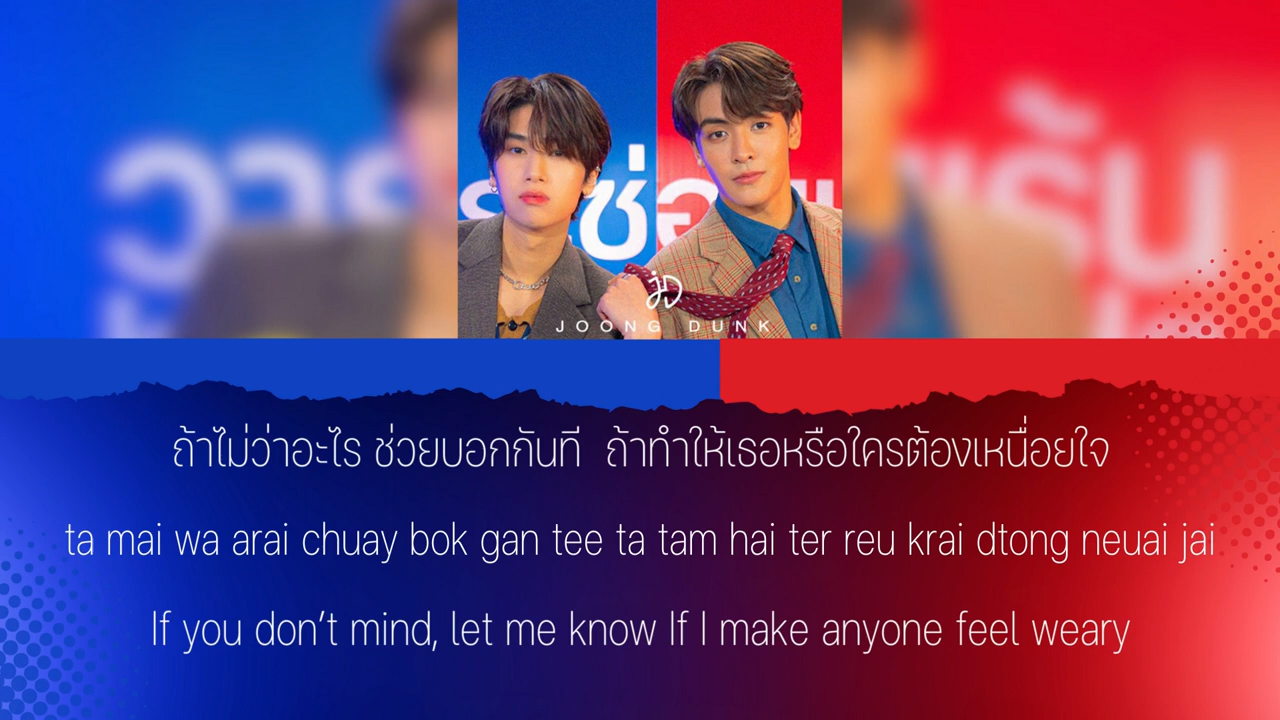 ช่อ
JD
JOONG DUNK
ถ้าไม่ว่าอะไร ช่วยบอกกันที ถ้าทำให้เธอหรือใครต้องเหนื่อยใจ
ta mai wa arai chuay bok gan tee ta tam hai ter reu krai dtong neuai jai
If you don’t mind, let me know If I make anyone feel weary